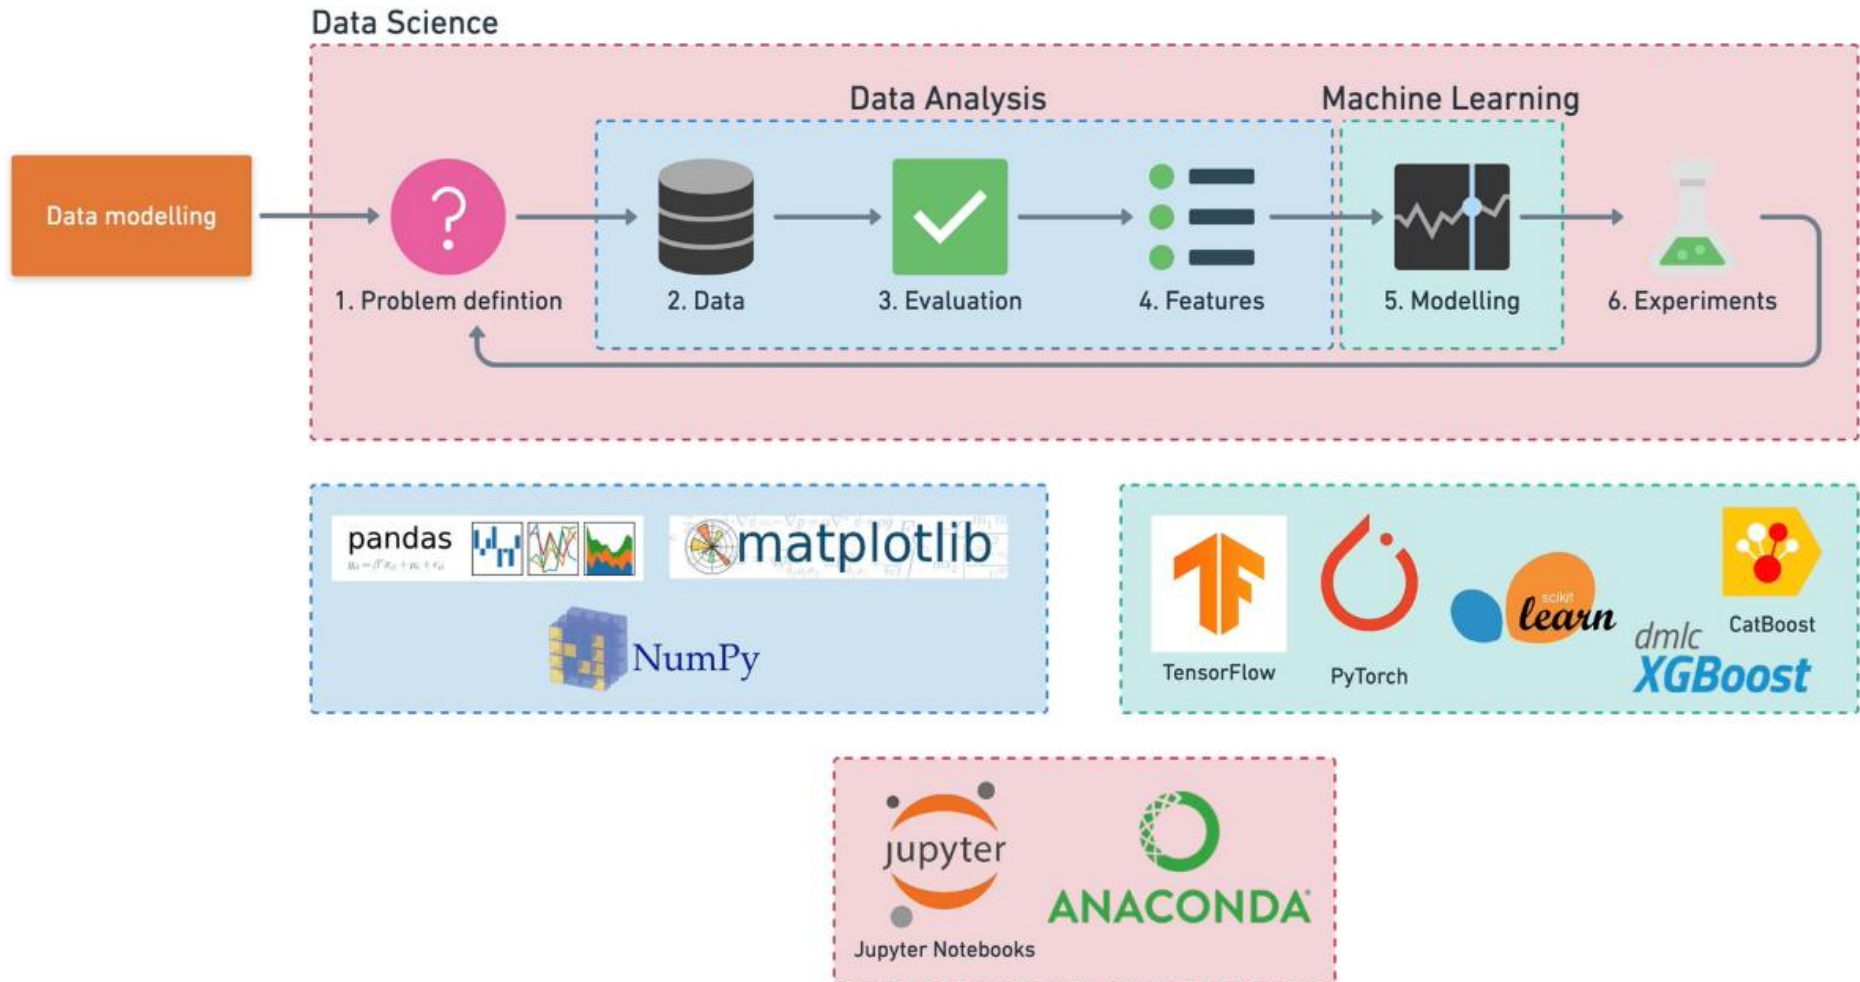 Data Science
Data Analysis
Machine Learning
Data modelling
?
1. Problem defintion
2. Data
3. Evaluation
4. Features
5. Modelling
6. Experiments
pandas
matplotlib
NumPy
TensorFlow
PyTorch
scikit
learn
CatBoost
dmlc
XGBoost
jupyter
Jupyter Notebooks
ANACONDA